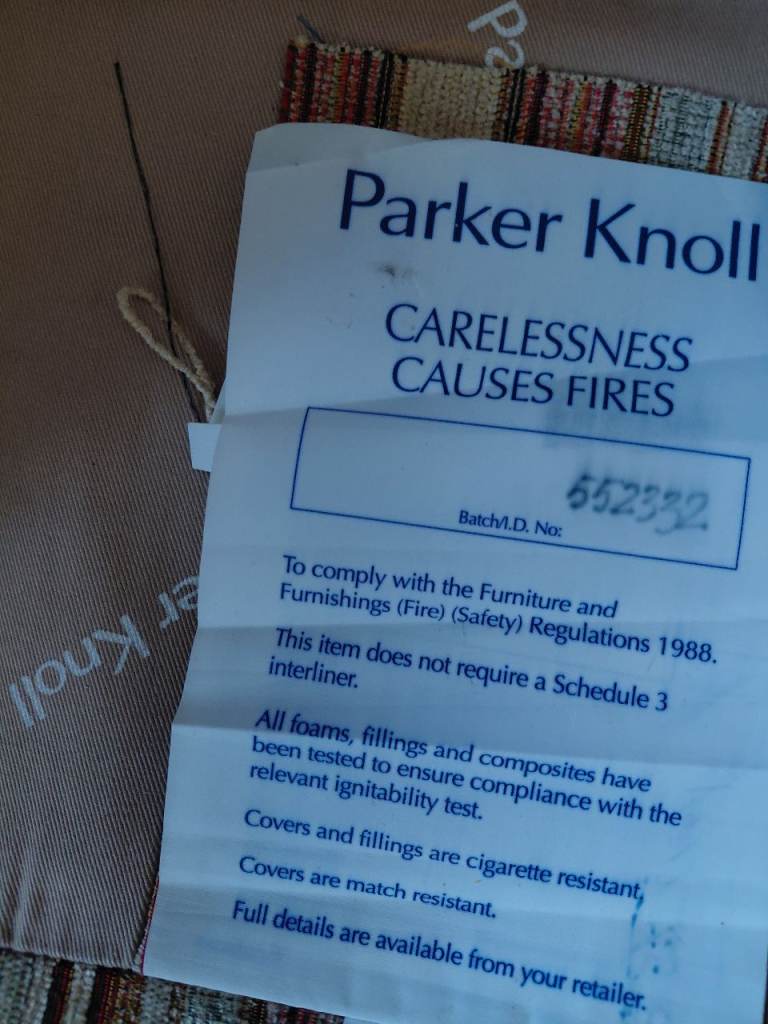 Parker Knoll
CARELESSNESS
CAUSES FIRES
552332
Batch/I.D. No:
To comply with the Furniture and
Furnishings (Fire) (Safety) Regulations 1988.
This item does not require a Schedule 3
interliner.
All foams, fillings and composites have
been tested to ensure compliance with the
relevant ignitability test.
Covers and fillings are cigarette resistant,
Covers are match resistant.
Full details are available from your retailer.
er Knoll